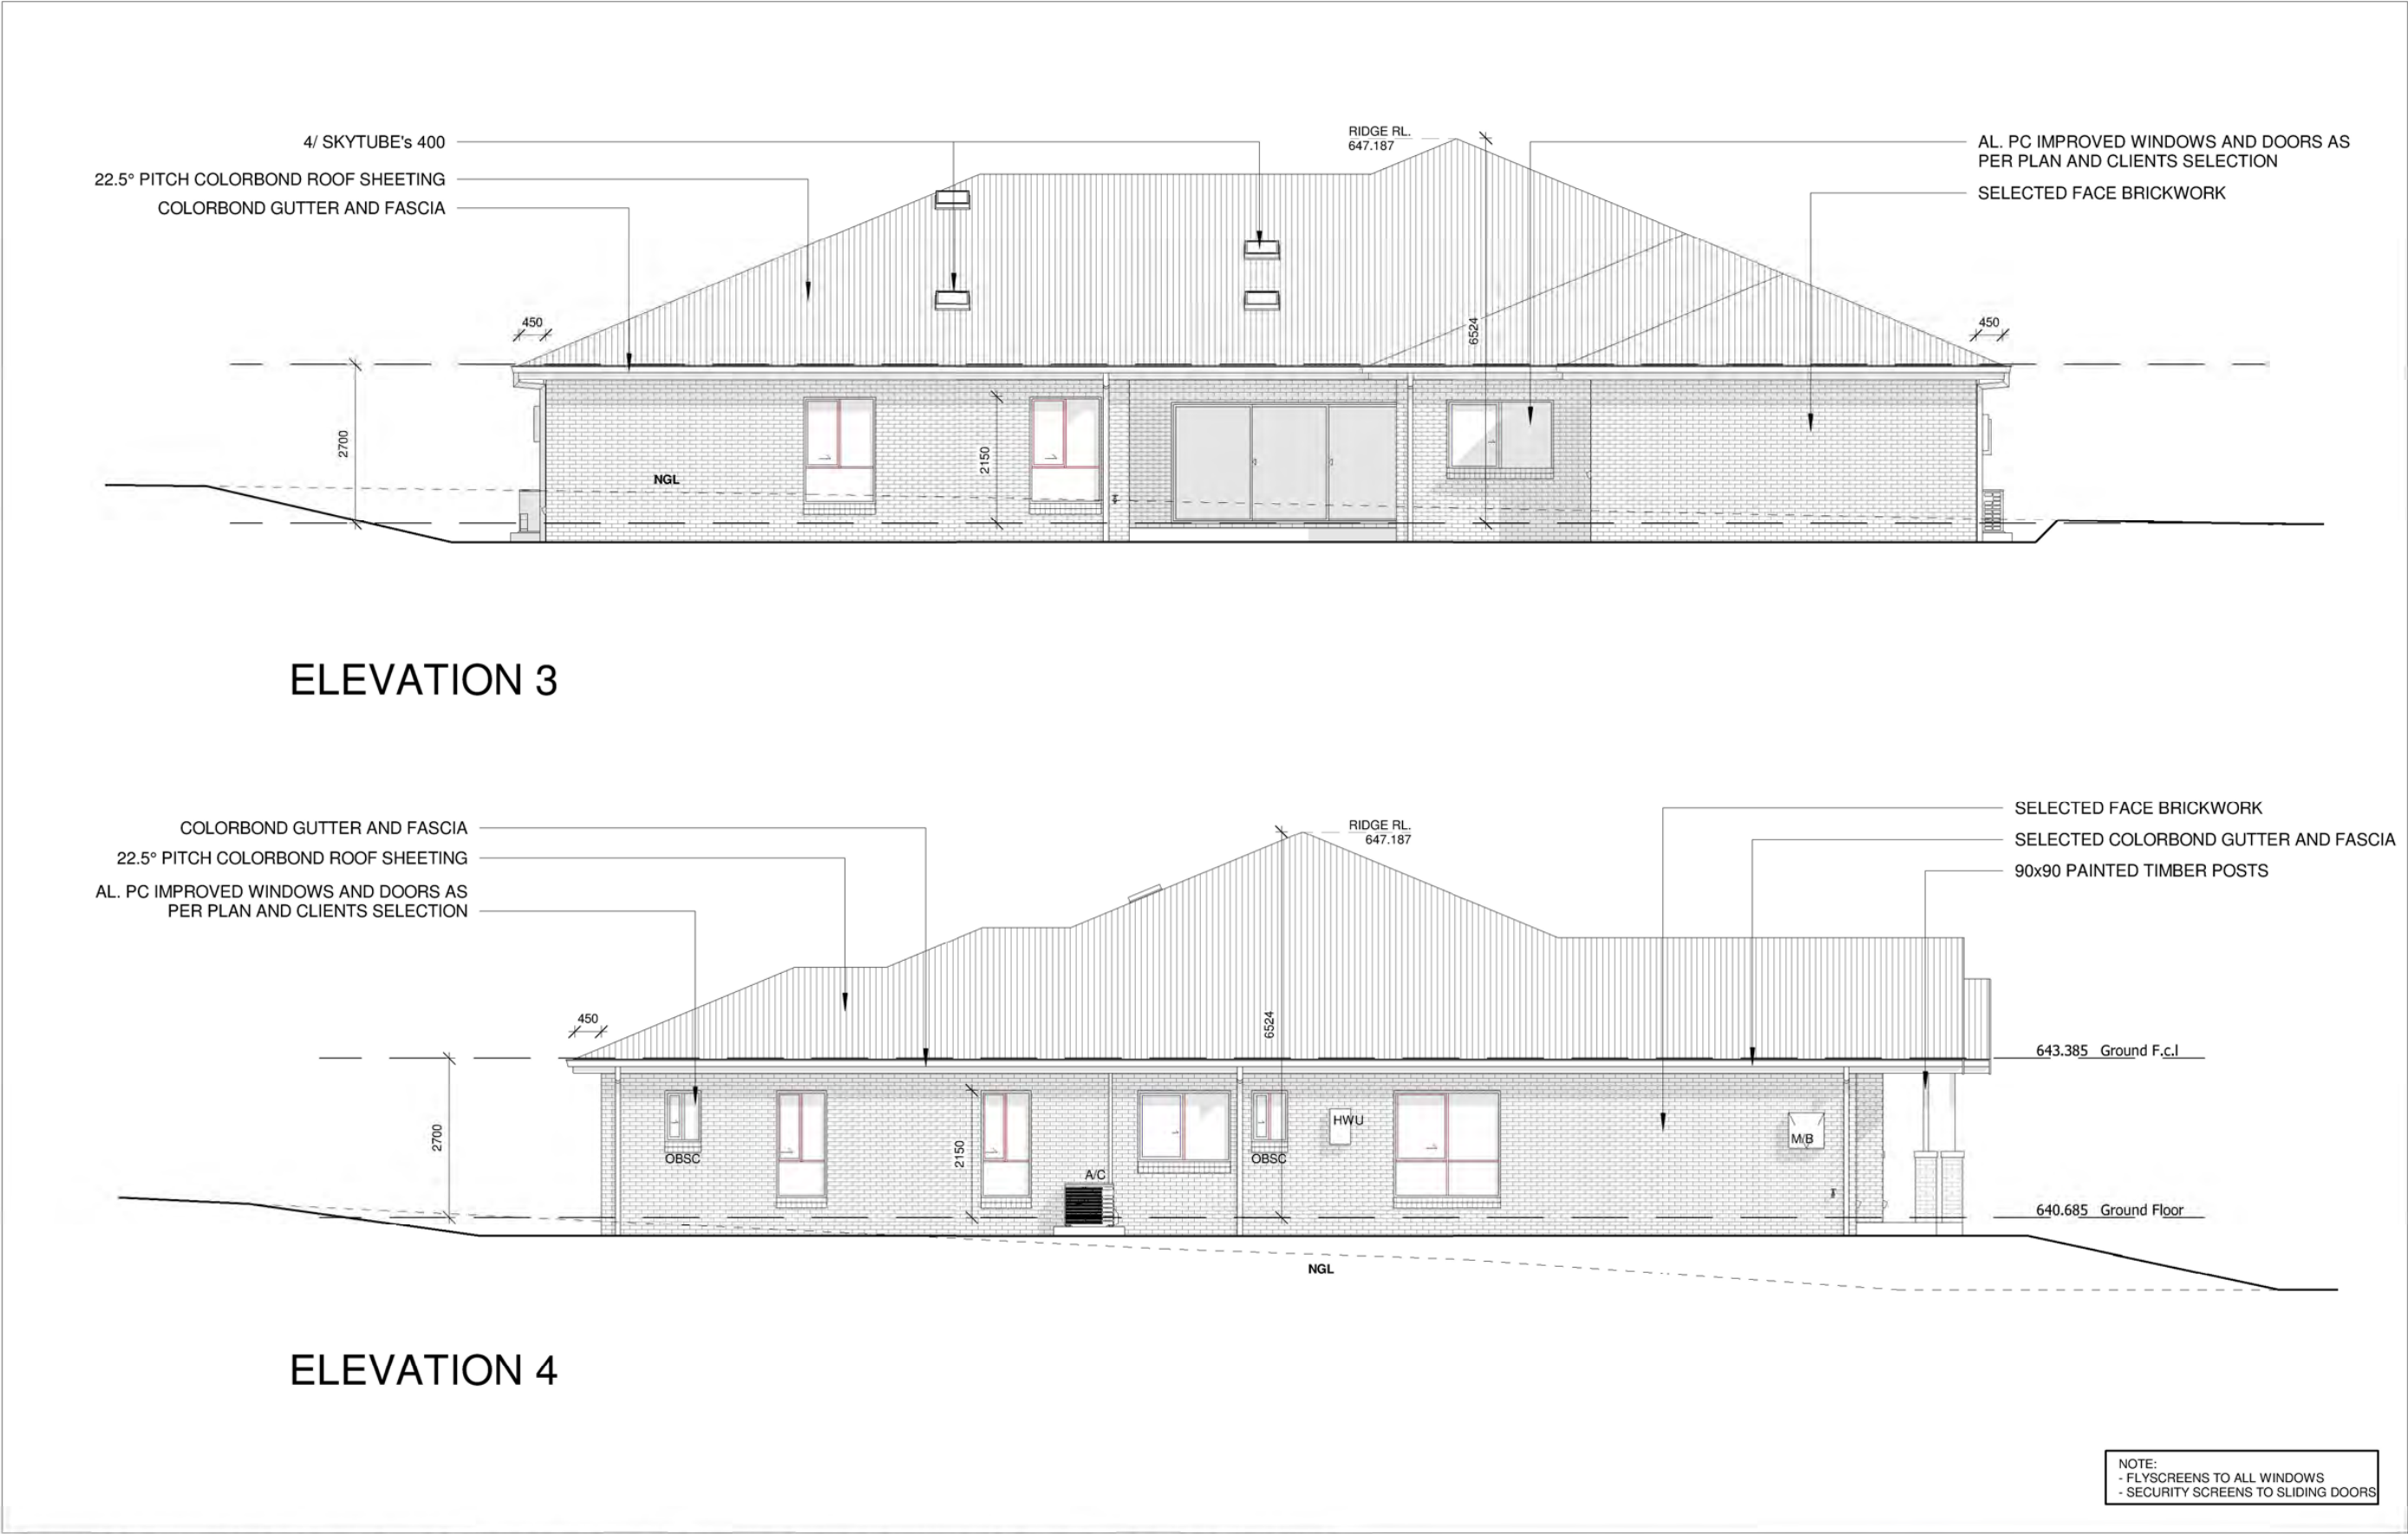 4/ SKYTUBE's 400
22.5° PITCH COLORBOND ROOF SHEETING
COLORBOND GUTTER AND FASCIA
RIDGE RL.
647.187
AL. PC IMPROVED WINDOWS AND DOORS AS
PER PLAN AND CLIENTS SELECTION
SELECTED FACE BRICKWORK
450
450
6524
2700
2150
NGL
ELEVATION 3
COLORBOND GUTTER AND FASCIA
22.5° PITCH COLORBOND ROOF SHEETING
AL. PC IMPROVED WINDOWS AND DOORS AS
PER PLAN AND CLIENTS SELECTION
RIDGE RL.
647.187
SELECTED FACE BRICKWORK
SELECTED COLORBOND GUTTER AND FASCIA
90x90 PAINTED TIMBER POSTS
450
6524
643.385 Ground F.c.l
2700
2150
HWU
M/B
OBSC
OBSC
A/C
640.685 Ground Floor
NGL
ELEVATION 4
NOTE:
- FLYSCREENS TO ALL WINDOWS
- SECURITY SCREENS TO SLIDING DOORS